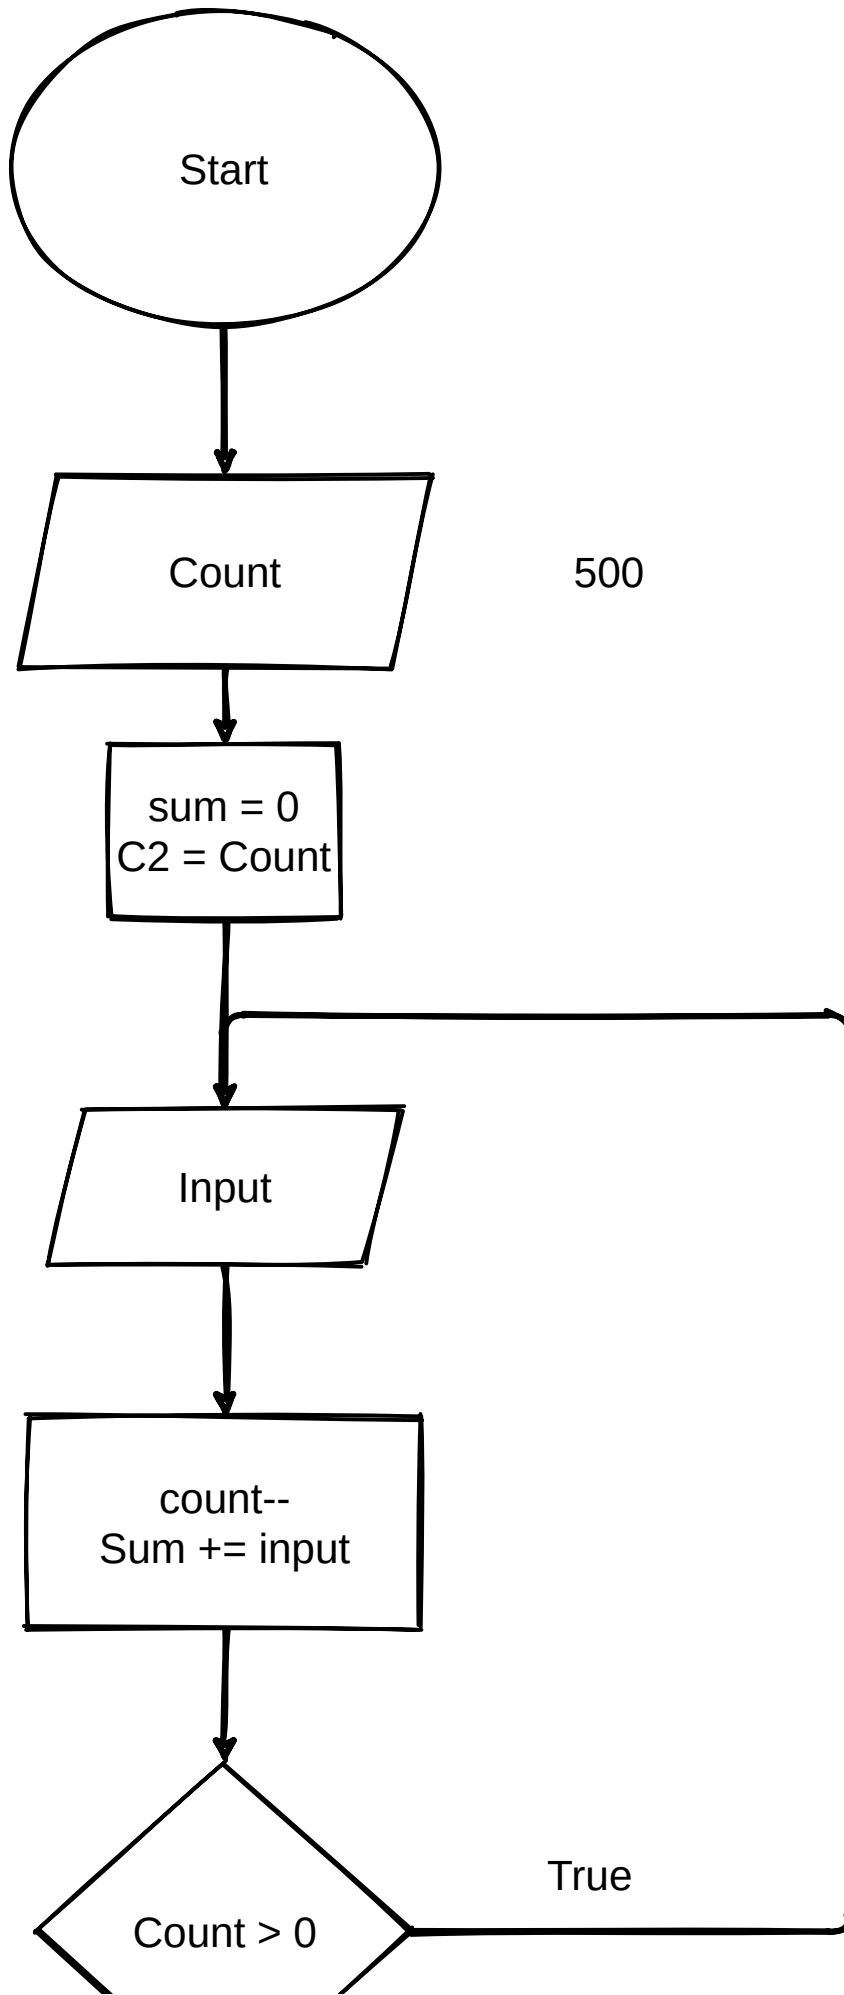 Start
Count
500
sum = 0
C2 = Count
Input
count--
Sum += input
True
Count > 0